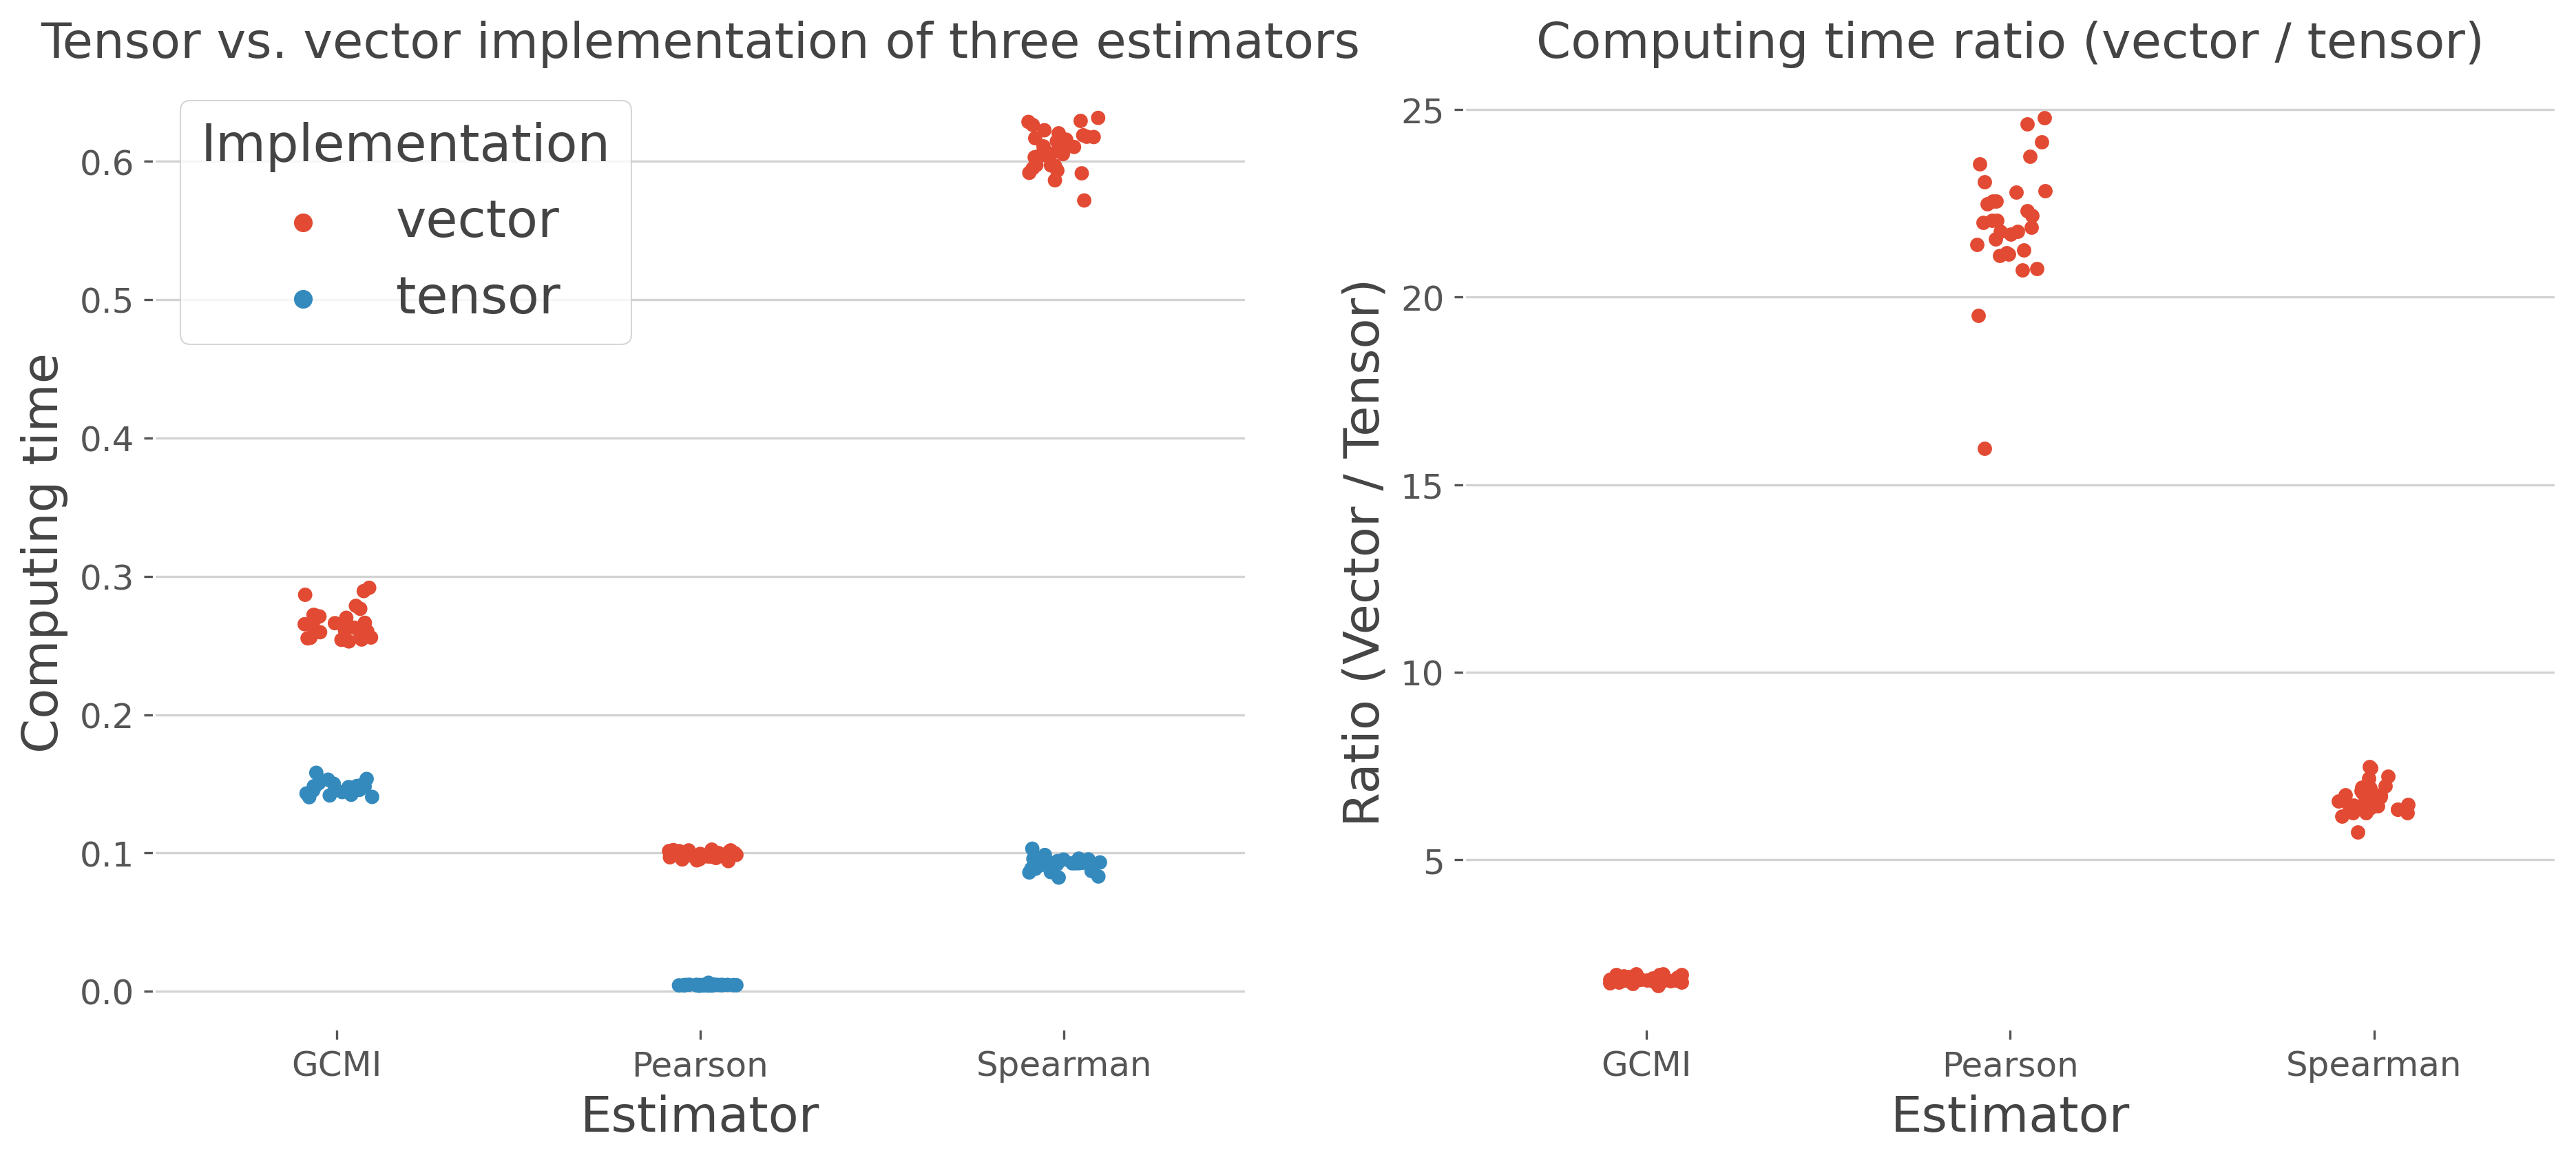 Tensor vs. vector implementation of three estimators
Implementation
vector
tensor
Computing time
0.6
0.5
0.4
0.3
0.2
0.1
0.0
GCMI
Pearson
Spearman
Estimator
Computing time ratio (vector / tensor)
Ratio (Vector / Tensor)
25
20
15
10
5
GCMI
Pearson
Spearman
Estimator